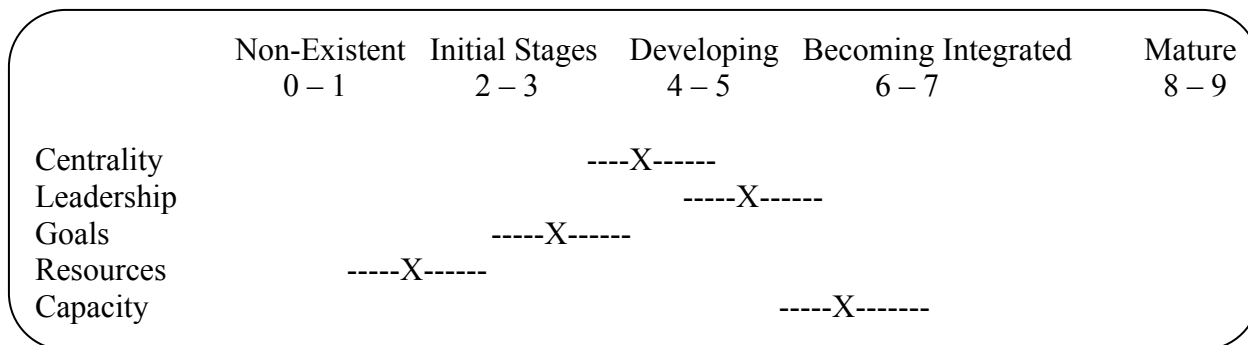 Non-Existent Initial Stages Developing Becoming Integrated Mature
0 – 1 2 – 3 4 – 5 6 – 7 8 – 9
Centrality ----X------
Leadership -----X------
Goals -----X------
Resources -----X------
Capacity -----X-------